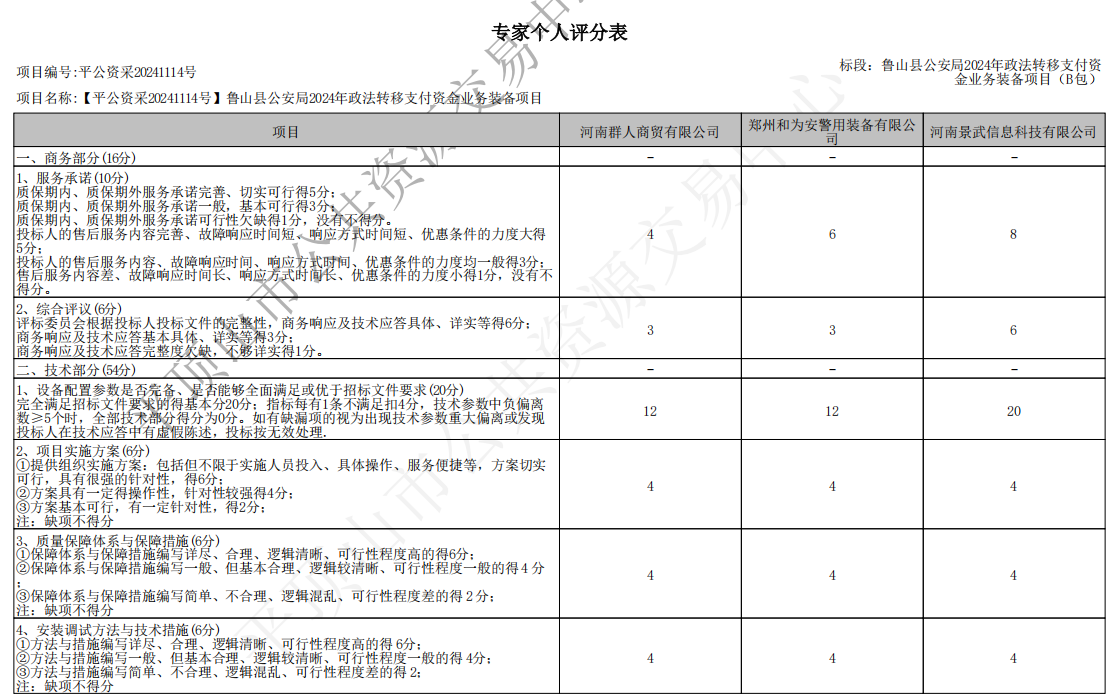 专家个人评分表
项目编号:平公资采20241114号
标段：鲁山县公安局2024年政法转移支付资
金业务装备项目（B包）
项目名称:【平公资采20241114号】鲁山县公安局2024年政法转移支付资金业务装备项目
项目
河南群人商贸有限公司
郑州和为安警用装备有限公
司
河南景武信息科技有限公司
一、商务部分(16分)
－
－
－
1、服务承诺(10分)
质保期内、质保期外服务承诺完善、切实可行得5分；
质保期内、质保期外服务承诺一般，基本可行得3分；
质保期内、质保期外服务承诺可行性欠缺得1分，没有不得分。
投标人的售后服务内容完善、故障响应时间短、响应方式时间短、优惠条件的力度大得
5分；
投标人的售后服务内容、故障响应时间、响应方式时间、优惠条件的力度均一般得3分；
售后服务内容差、故障响应时间长、响应方式时间长、优惠条件的力度小得1分，没有不
得分。
4
6
8
2、综合评议(6分)
评标委员会根据投标人投标文件的完整性，商务响应及技术应答具体、详实等得6分；
商务响应及技术应答基本具体、详实等得3分；
商务响应及技术应答完整度欠缺，不够详实得1分。
3
3
6
二、技术部分(54分)
－
－
－
1、设备配置参数是否完备、是否能够全面满足或优于招标文件要求(20分)
完全满足招标文件要求的得基本分20分；指标每有1条不满足扣4分，技术参数中负偏离
数≥5个时，全部技术部分得分为0分。如有缺漏项的视为出现技术参数重大偏离或发现
投标人在技术应答中有虚假陈述，投标按无效处理.
12
12
20
2、项目实施方案(6分)
①提供组织实施方案：包括但不限于实施人员投入、具体操作、服务便捷等，方案切实
可行，具有很强的针对性，得6分；
②方案具有一定得操作性，针对性较强得4分；
③方案基本可行，有一定针对性，得2分；
注：缺项不得分
4
4
4
3、质量保障体系与保障措施(6分)
①保障体系与保障措施编写详尽、合理、逻辑清晰、可行性程度高的得6分；
②保障体系与保障措施编写一般、但基本合理、逻辑较清晰、可行性程度一般的得 4 分
；
③保障体系与保障措施编写简单、不合理、逻辑混乱、可行性程度差的得 2 分；
注：缺项不得分
4
4
4
4、安装调试方法与技术措施(6分)
①方法与措施编写详尽、合理、逻辑清晰、可行性程度高的得 6分；
②方法与措施编写一般、但基本合理、逻辑较清晰、可行性程度一般的得 4分；
③方法与措施编写简单、不合理、逻辑混乱、可行性程度差的得 2；
注：缺项不得分
4
4
4
平顶山市公共资源交易中
平顶山市公共资源交易中心